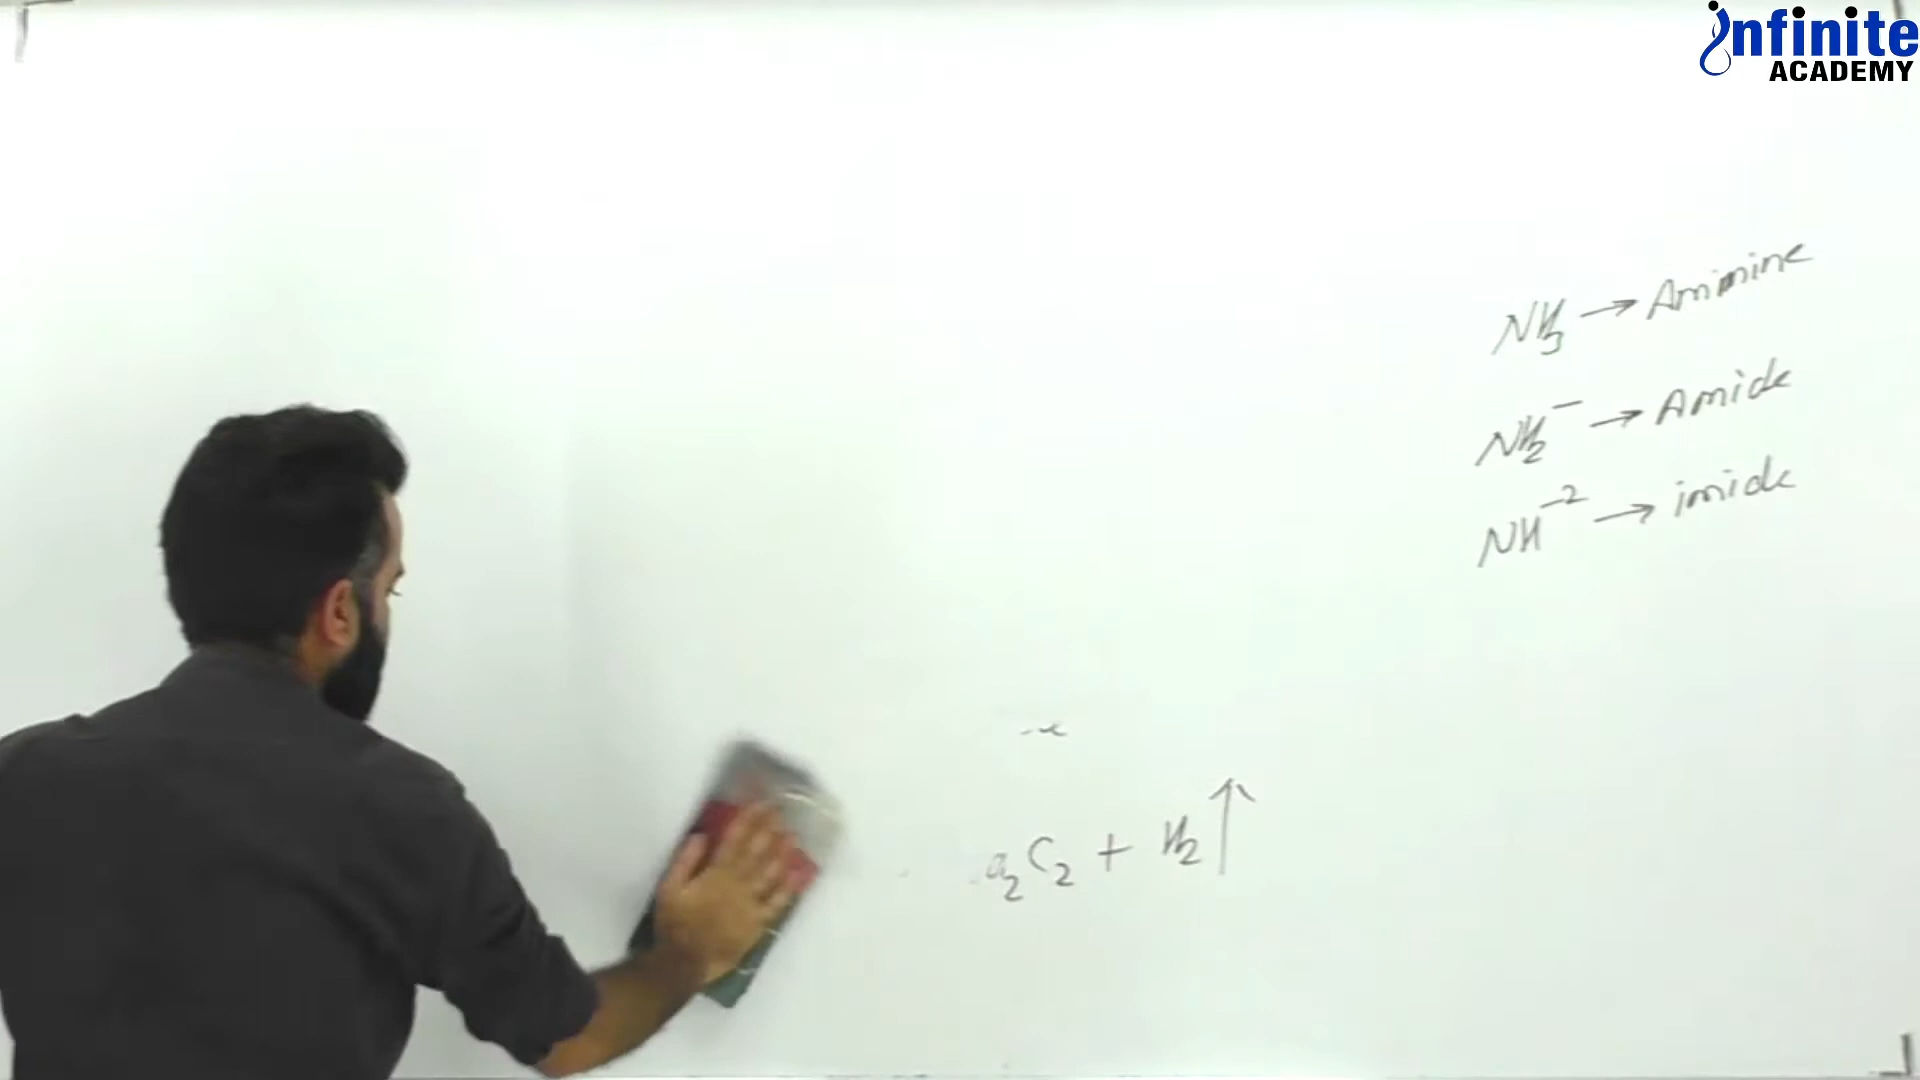 infinite
ACADEMY
NH3 → Ammine
NH2⁻ → Amide
NH⁻² → imide
a2C2 + H2↑